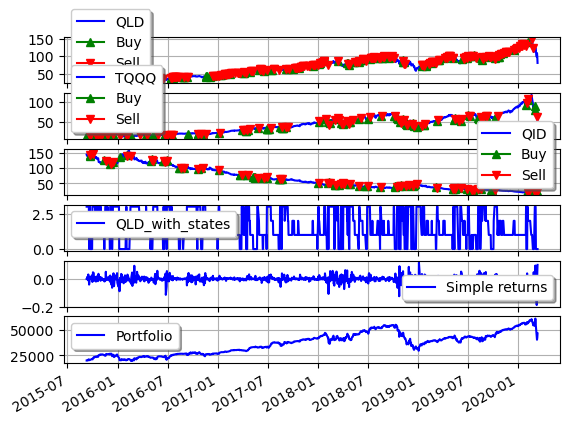 QLD
Buy
Sell
150
100
50
TQQQ
Buy
Sell
100
50
QID
Buy
Sell
150
100
50
QLD_with_states
2.5
0.0
Simple returns
0.0
−0.2
Portfolio
50000
25000
2015-07
2016-01
2016-07
2017-01
2017-07
2018-01
2018-07
2019-01
2019-07
2020-01